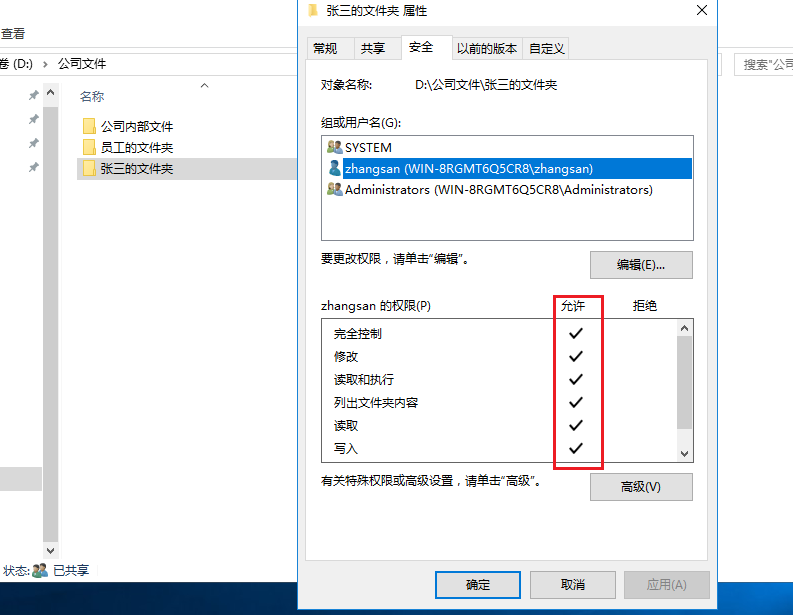 张三的文件夹 属性
查看
常规 共享 安全 以前的版本 自定义
卷 (D:) › 公司文件
搜索"公司
对象名称: D:\公司文件\张三的文件夹
名称
组或用户名(G):
公司内部文件
员工的文件夹
张三的文件夹
SYSTEM
zhangsan (WIN-8RGMT6Q5CR8\zhangsan)
Administrators (WIN-8RGMT6Q5CR8\Administrators)
要更改权限，请单击"编辑"。
编辑(E)...
zhangsan 的权限(P) 允许 拒绝
完全控制
修改
读取和执行
列出文件夹内容
读取
写入
有关特殊权限或高级设置，请单击"高级"。
高级(V)
状态: 已共享
确定 取消 应用(A)